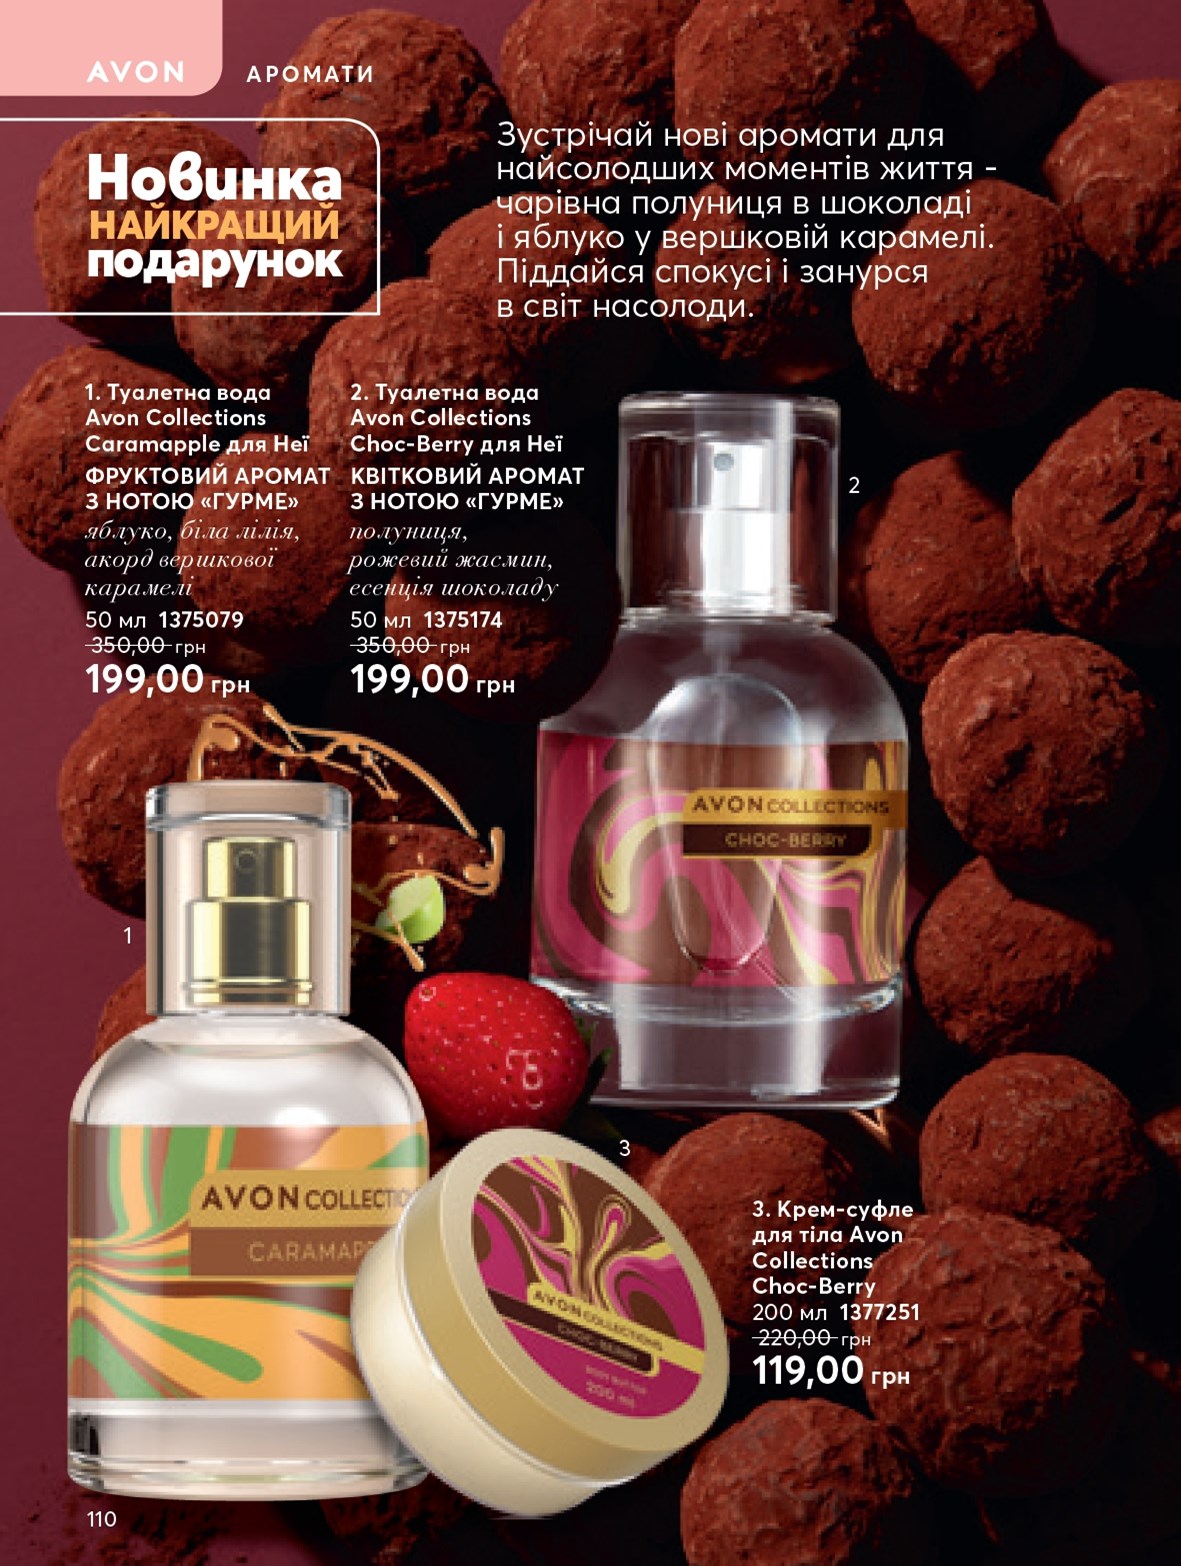 AVON
АРОМАТИ
Новинка
НАЙКРАЩИЙ
подарунок
Зустрічай нові аромати для
найсолодших моментів життя -
чарівна полуниця в шоколаді
і яблуко у вершковій карамелі.
Піддайся спокусі і занурся
в світ насолоди.
1. Туалетна вода
Avon Collections
Caramapple для Неї
ФРУКТОВИЙ АРОМАТ
З НОТОЮ «ГУРМЕ»
яблуко, біла лілія,
акорд вершкової
карамелі
50 мл 1375079
350,00 грн
199,00 грн
2. Туалетна вода
Avon Collections
Choc-Berry для Неї
КВІТКОВИЙ АРОМАТ
З НОТОЮ «ГУРМЕ»
полуниця,
рожевий жасмин,
есенція шоколаду
50 мл 1375174
350,00 грн
199,00 грн
2
AVON COLLECTIONS
CHOC-BERRY
1
AVON COLLECTIO
CARAMAPP
3
AVON COLLECTIONS
CHOC-BERRY
BODY BUTTER
200 ml
3. Крем-суфле
для тіла Avon
Collections
Choc-Berry
200 мл 1377251
220,00 грн
119,00 грн
110